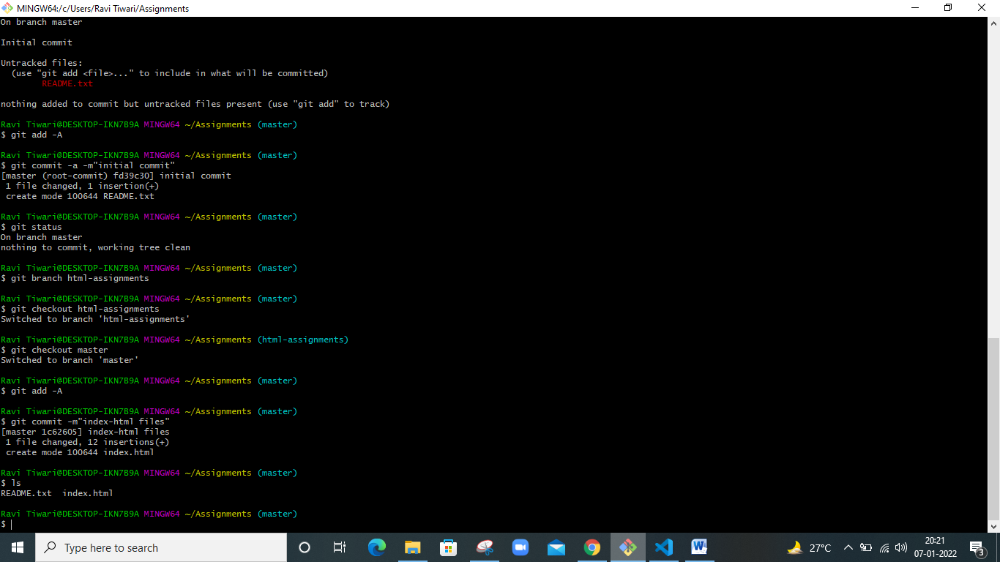 MINGW64:/c/Users/Ravi Tiwari/Assignments
On branch master
Initial commit
Untracked files:
  (use "git add <file>..." to include in what will be committed)
        README.txt
nothing added to commit but untracked files present (use "git add" to track)
Ravi Tiwari@DESKTOP-IKN7B9A MINGW64 ~/Assignments (master)
$ git add -A
Ravi Tiwari@DESKTOP-IKN7B9A MINGW64 ~/Assignments (master)
$ git commit -a -m"initial commit"
[master (root-commit) fd39c30] initial commit
 1 file changed, 1 insertion(+)
 create mode 100644 README.txt
Ravi Tiwari@DESKTOP-IKN7B9A MINGW64 ~/Assignments (master)
$ git status
On branch master
nothing to commit, working tree clean
Ravi Tiwari@DESKTOP-IKN7B9A MINGW64 ~/Assignments (master)
$ git branch html-assignments
Ravi Tiwari@DESKTOP-IKN7B9A MINGW64 ~/Assignments (master)
$ git checkout html-assignments
Switched to branch 'html-assignments'
Ravi Tiwari@DESKTOP-IKN7B9A MINGW64 ~/Assignments (html-assignments)
$ git checkout master
Switched to branch 'master'
Ravi Tiwari@DESKTOP-IKN7B9A MINGW64 ~/Assignments (master)
$ git add -A
Ravi Tiwari@DESKTOP-IKN7B9A MINGW64 ~/Assignments (master)
$ git commit -m"index-html files"
[master 1c62605] index-html files
 1 file changed, 12 insertions(+)
 create mode 100644 index.html
Ravi Tiwari@DESKTOP-IKN7B9A MINGW64 ~/Assignments (master)
$ ls
README.txt  index.html
Ravi Tiwari@DESKTOP-IKN7B9A MINGW64 ~/Assignments (master)
$
Type here to search
27°C
20:21
07-01-2022
3